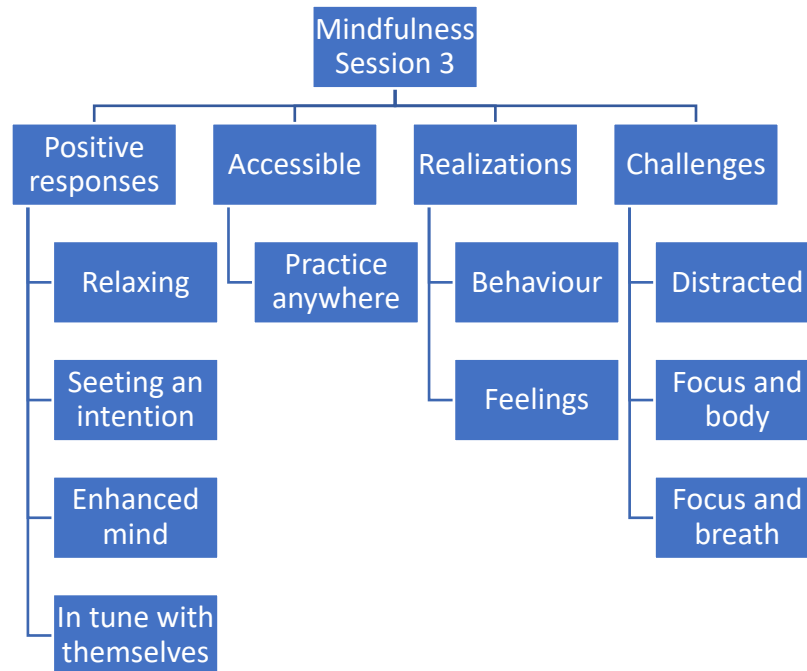 Mindfulness
Session 3
Positive
responses
Accessible
Realizations
Challenges
Relaxing
Seeting an
intention
Enhanced
mind
In tune with
themselves
Practice
anywhere
Behaviour
Feelings
Distracted
Focus and
body
Focus and
breath